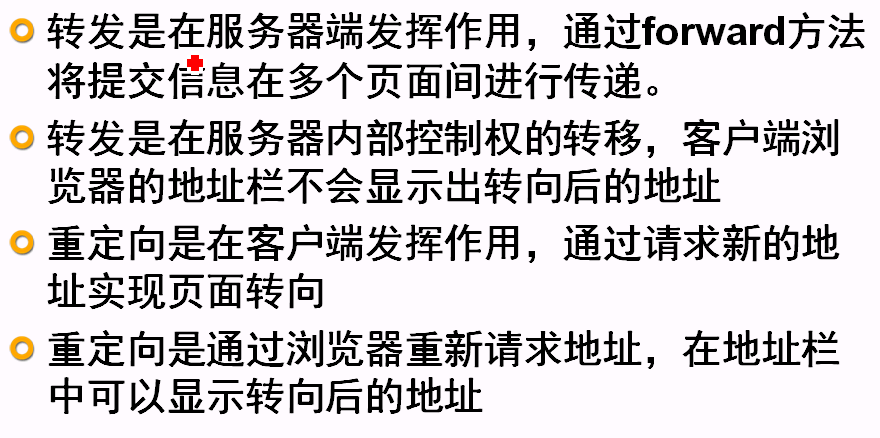 转发是在服务器端发挥作用，通过forward方法
将提交信息在多个页面间进行传递。
转发是在服务器内部控制权的转移，客户端浏
览器的地址栏不会显示出转向后的地址
重定向是在客户端发挥作用，通过请求新的地
址实现页面转向
重定向是通过浏览器重新请求地址，在地址栏
中可以显示转向后的地址